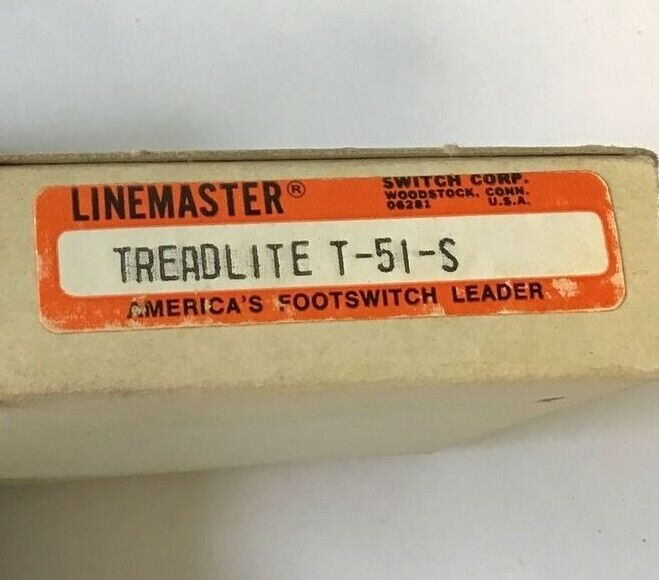 LINEMASTER® SWITCH CORP.
WOODSTOCK, CONN.
06281 U.S.A.
TREADLITE T-51-S
AMERICA'S FOOTSWITCH LEADER